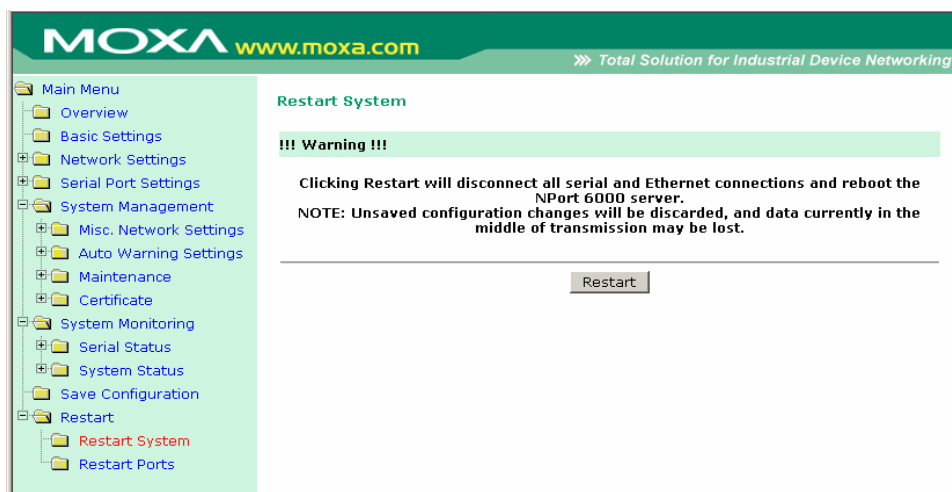 MOXA www.moxa.com
Total Solution for Industrial Device Networking
Main Menu
Overview
Basic Settings
Network Settings
Serial Port Settings
System Management
Misc. Network Settings
Auto Warning Settings
Maintenance
Certificate
System Monitoring
Serial Status
System Status
Save Configuration
Restart
Restart System
Restart Ports
Restart System
!!! Warning !!!
Clicking Restart will disconnect all serial and Ethernet connections and reboot the
NPort 6000 server.
NOTE: Unsaved configuration changes will be discarded, and data currently in the
middle of transmission may be lost.
Restart